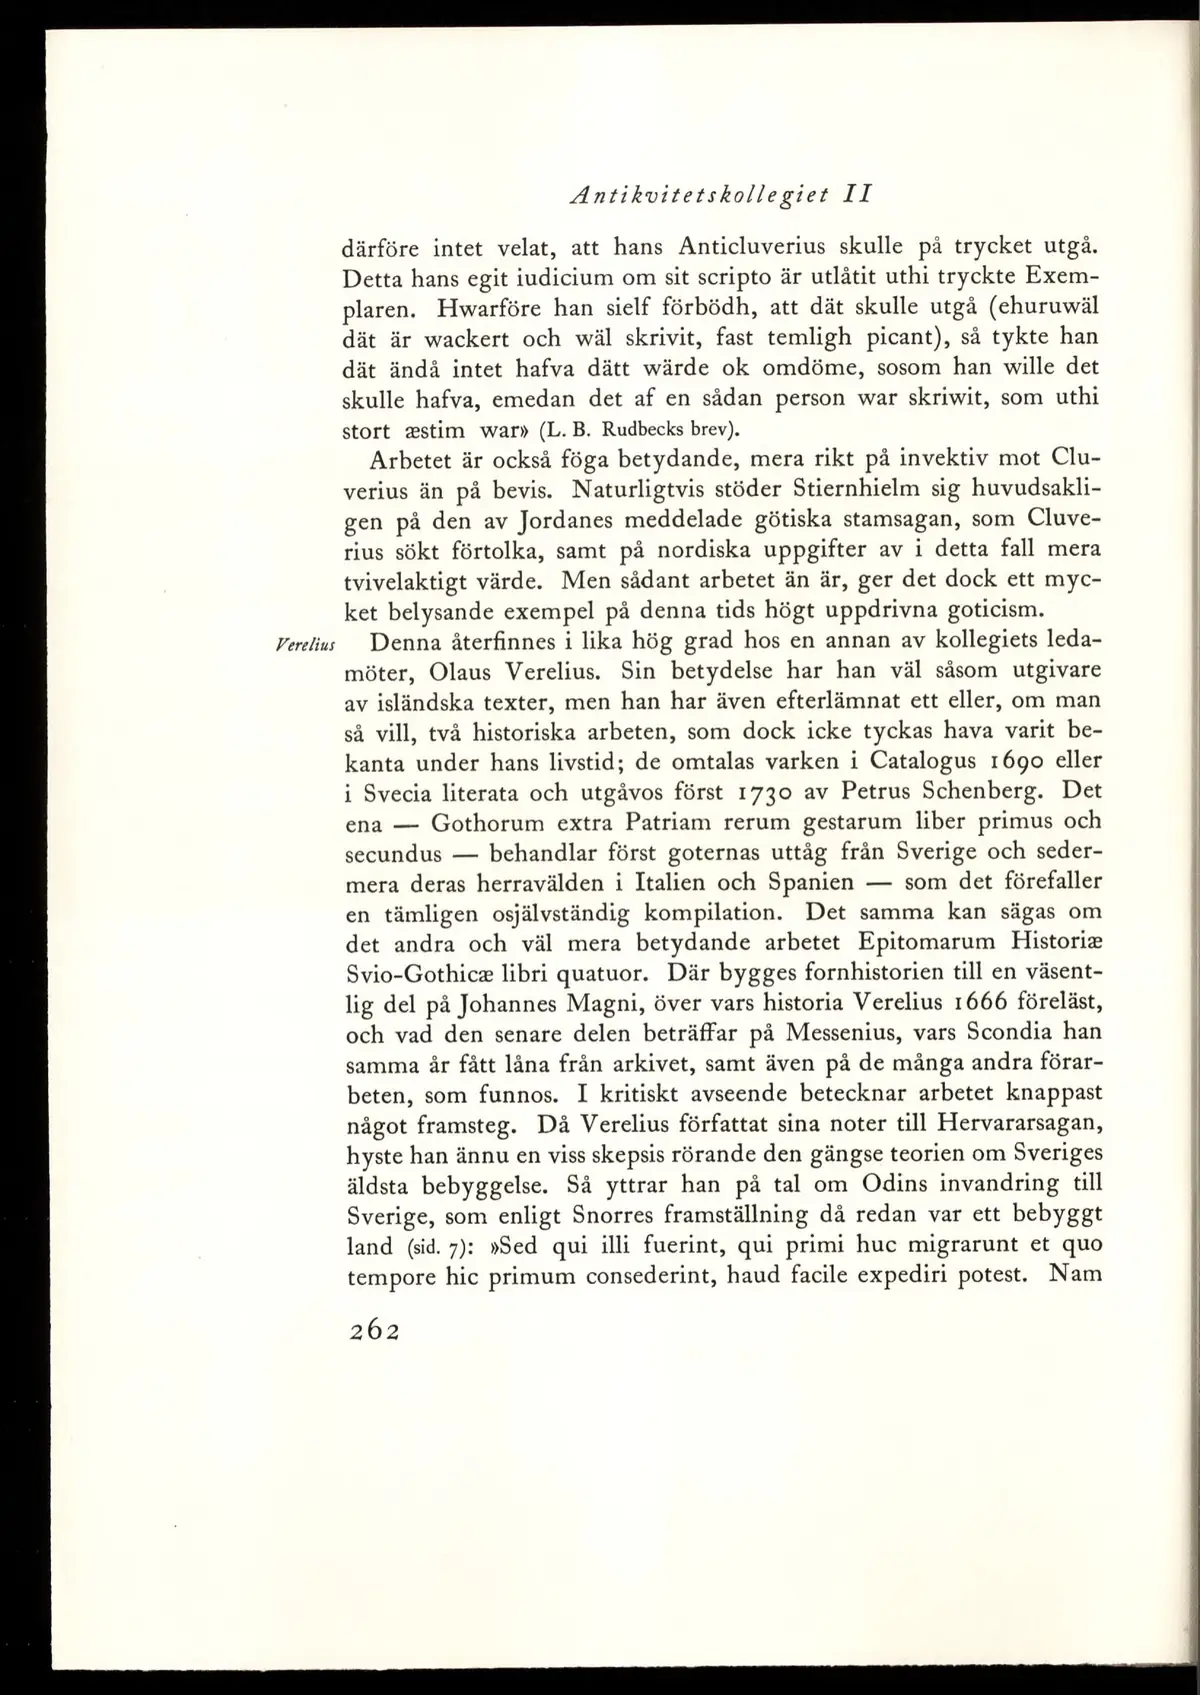 Antikvitetskollegiet II
därföre intet velat, att hans Anticluverius skulle på trycket utgå.
Detta hans egit iudicium om sit scripto är utlåtit uthi tryckte Exem-
plaren. Hwarföre han sielf förbödh, att dät skulle utgå (ehuruwäl
dät är wackert och wäl skrivit, fast temligh picant), så tykte han
dät ändå intet hafva dätt wärde ok omdöme, sosom han wille det
skulle hafva, emedan det af en sådan person war skriwit, som uthi
stort æstim war» (L. B. Rudbecks brev).
Arbetet är också föga betydande, mera rikt på invektiv mot Clu-
verius än på bevis. Naturligtvis stöder Stiernhielm sig huvudsakli-
gen på den av Jordanes meddelade götiska stamsagan, som Cluve-
rius sökt förtolka, samt på nordiska uppgifter av i detta fall mera
tvivelaktigt värde. Men sådant arbetet än är, ger det dock ett myc-
ket belysande exempel på denna tids högt uppdrivna goticism.
Verelius Denna återfinnes i lika hög grad hos en annan av kollegiets leda-
möter, Olaus Verelius. Sin betydelse har han väl såsom utgivare
av isländska texter, men han har även efterlämnat ett eller, om man
så vill, två historiska arbeten, som dock icke tyckas hava varit be-
kanta under hans livstid; de omtalas varken i Catalogus 1690 eller
i Svecia literata och utgåvos först 1730 av Petrus Schenberg. Det
ena — Gothorum extra Patriam rerum gestarum liber primus och
secundus — behandlar först goternas uttåg från Sverige och seder-
mera deras herravälden i Italien och Spanien — som det förefaller
en tämligen osjälvständig kompilation. Det samma kan sägas om
det andra och väl mera betydande arbetet Epitomarum Historiæ
Svio-Gothicæ libri quatuor. Där bygges fornhistorien till en väsent-
lig del på Johannes Magni, över vars historia Verelius 1666 föreläst,
och vad den senare delen beträffar på Messenius, vars Scondia han
samma år fått låna från arkivet, samt även på de många andra förar-
beten, som funnos. I kritiskt avseende betecknar arbetet knappast
något framsteg. Då Verelius författat sina noter till Hervararsagan,
hyste han ännu en viss skepsis rörande den gängse teorien om Sveriges
äldsta bebyggelse. Så yttrar han på tal om Odins invandring till
Sverige, som enligt Snorres framställning då redan var ett bebyggt
land (sid. 7): »Sed qui illi fuerint, qui primi huc migrarunt et quo
tempore hic primum consederint, haud facile expediri potest. Nam
262